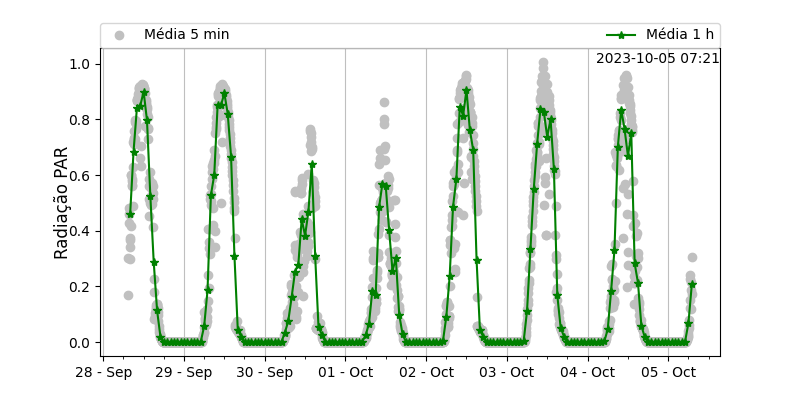 Média 5 min
Média 1 h
2023-10-05 07:21
Radiação PAR
1.0
0.8
0.6
0.4
0.2
0.0
28 - Sep
29 - Sep
30 - Sep
01 - Oct
02 - Oct
03 - Oct
04 - Oct
05 - Oct